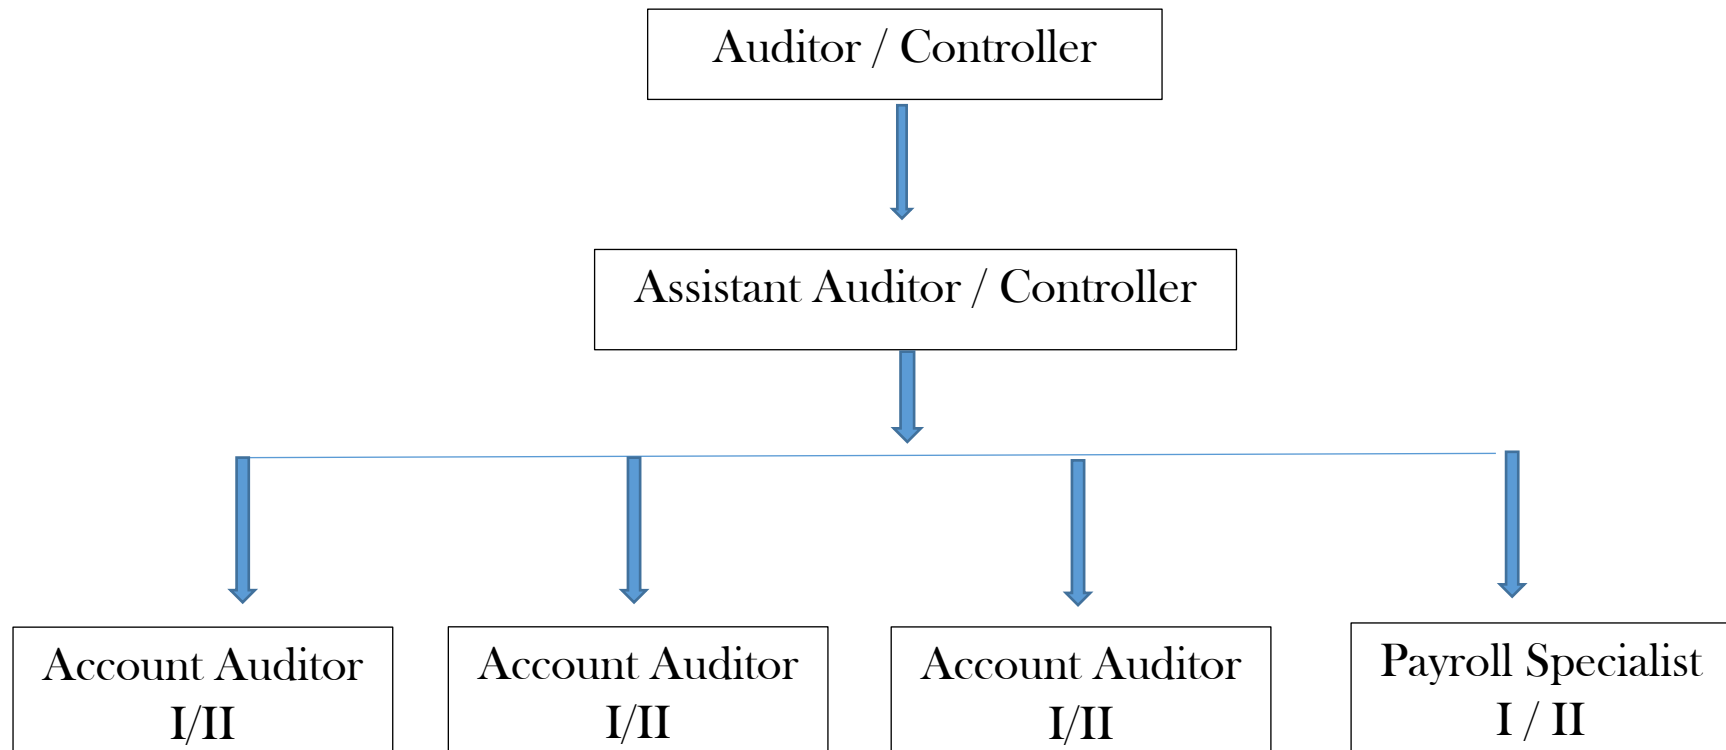 Auditor / Controller
Assistant Auditor / Controller
Account Auditor
I/II
Account Auditor
I/II
Account Auditor
I/II
Payroll Specialist
I / II